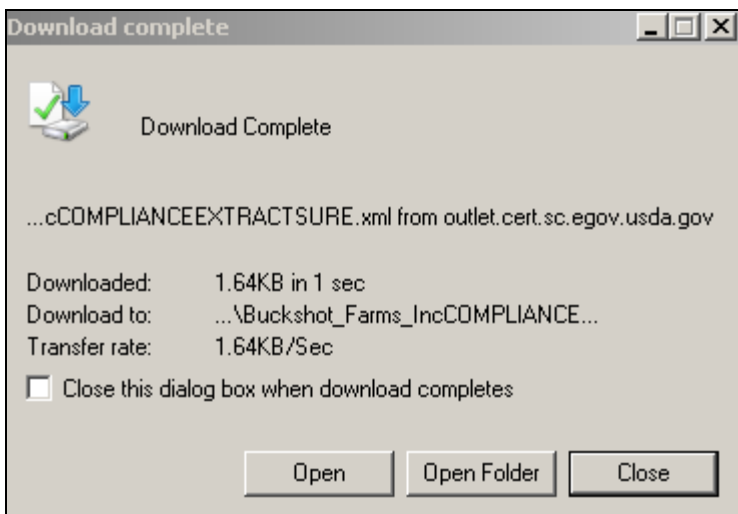 Download complete
Download Complete
...cCOMPLIANCEEXTRACTSURE.xml from outlet.cert.sc.egov.usda.gov
Downloaded: 1.64KB in 1 sec
Download to: ...\Buckshot_Farms_IncCOMPLIANCE...
Transfer rate: 1.64KB/Sec
Close this dialog box when download completes
Open Open Folder Close